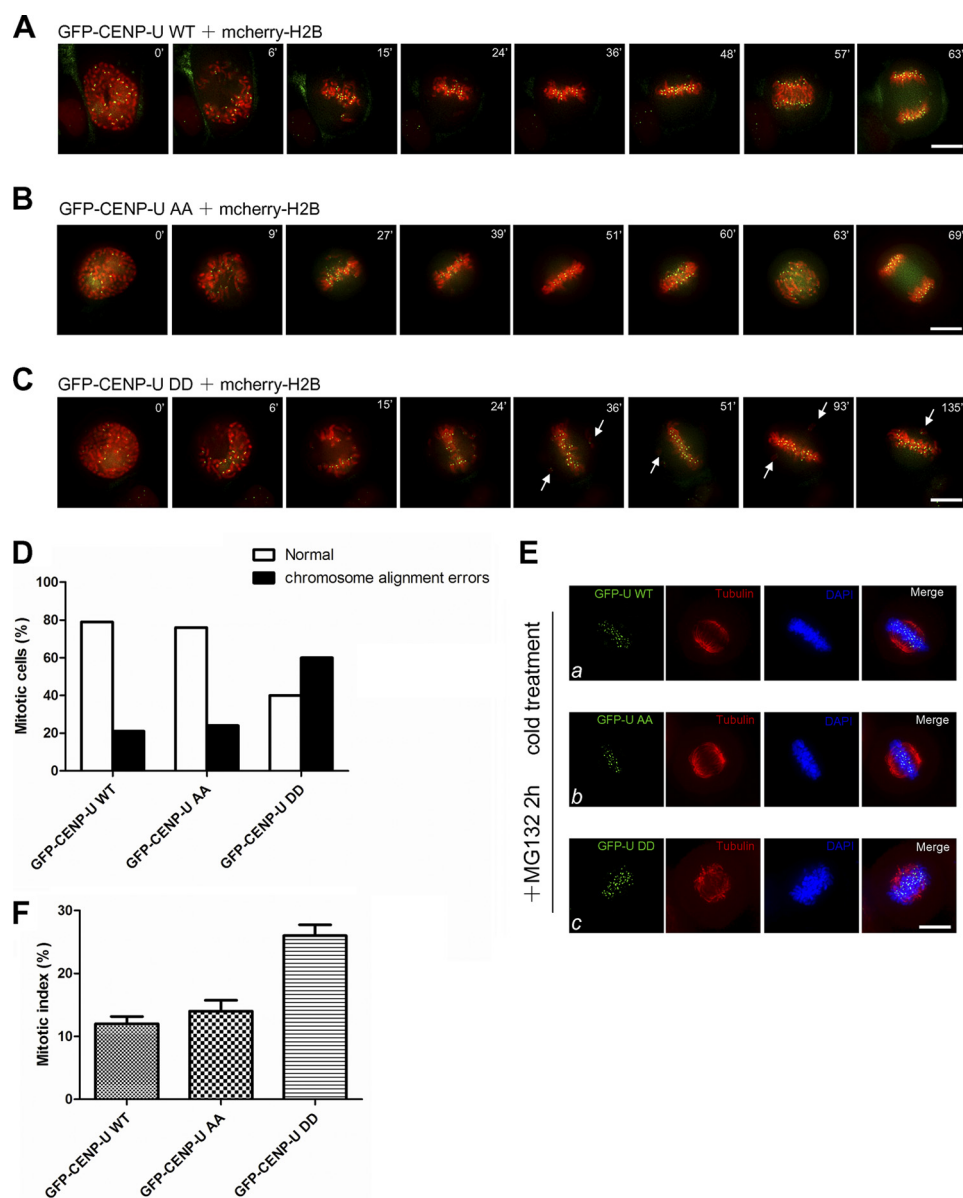 A
GFP-CENP-U WT + mcherry-H2B
0' 6' 15' 24' 36' 48' 57' 63'
B
GFP-CENP-U AA + mcherry-H2B
0' 9' 27' 39' 51' 60' 63' 69'
C
GFP-CENP-U DD + mcherry-H2B
0' 6' 15' 24' 36' 51' 93' 135'
D
Normal
chromosome alignment errors
Mitotic cells (%)
100
80
60
40
20
0
GFP-CENP-U WT
GFP-CENP-U AA
GFP-CENP-U DD
E
+MG132 2h cold treatment
GFP-U WT Tubulin DAPI Merge
a
GFP-U AA Tubulin DAPI Merge
b
GFP-U DD Tubulin DAPI Merge
c
F
Mitotic index (%)
30
20
10
0
GFP-CENP-U WT
GFP-CENP-U AA
GFP-CENP-U DD